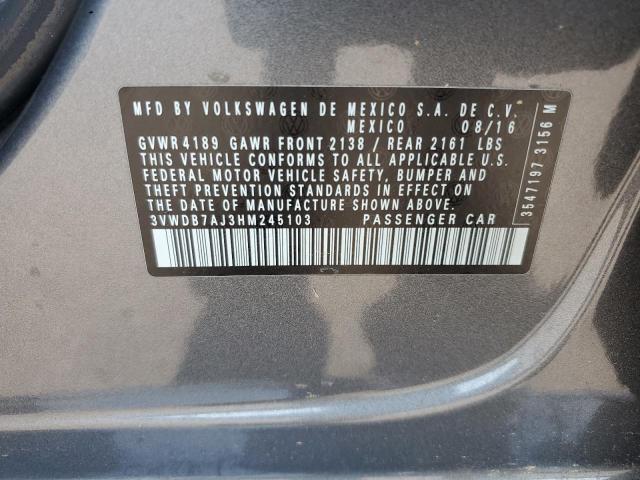 MFD BY VOLKSWAGEN DE MEXICO S.A. DE C.V.
MEXICO 08/16
GVWR 4189 GAWR FRONT 2138 / REAR 2161 LBS
THIS VEHICLE CONFORMS TO ALL APPLICABLE U.S.
FEDERAL MOTOR VEHICLE SAFETY, BUMPER AND
THEFT PREVENTION STANDARDS IN EFFECT ON
THE DATE OF MANUFACTURE SHOWN ABOVE.
3VWDB7AJ3HM245103 PASSENGER CAR
3547197 3156 M